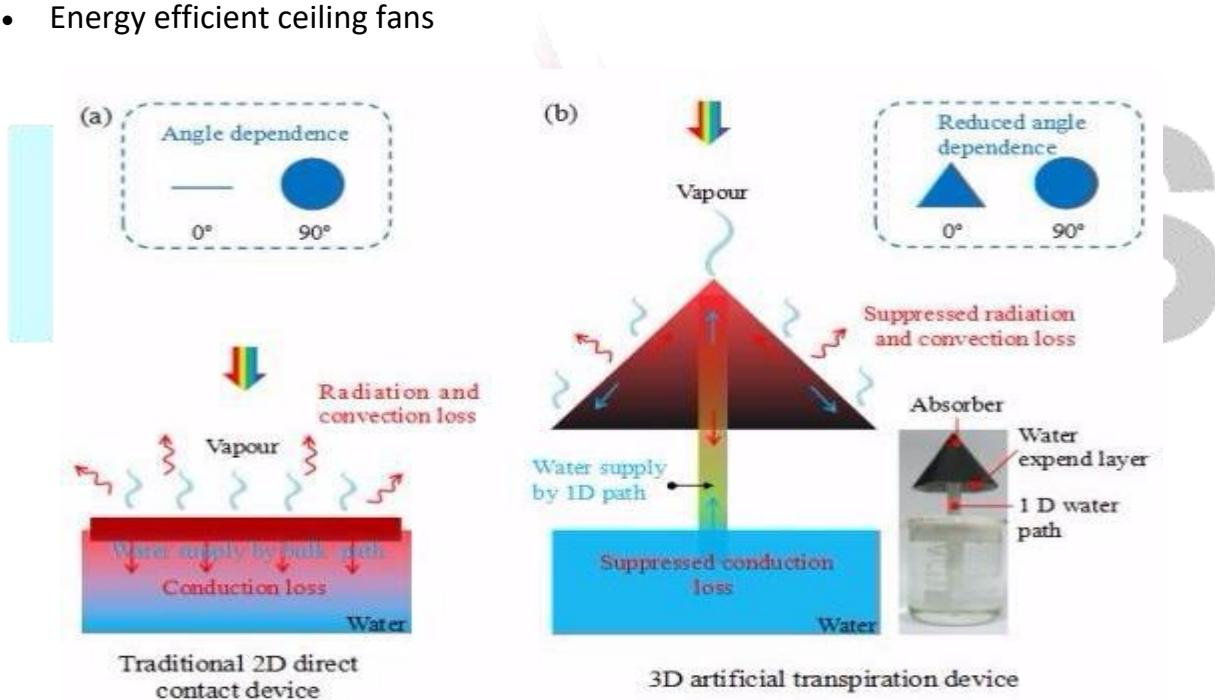 • Energy efficient ceiling fans
(a)
Angle dependence
0° 90°
Radiation and
convection loss
Vapour
Water supply by bulk path
Conduction loss
Water
Traditional 2D direct
contact device
(b)
Vapour
Reduced angle
dependence
0° 90°
Suppressed radiation
and convection loss
Water supply
by 1D path
Suppressed conduction
loss
Water
Absorber
Water
expend layer
1 D water
path
3D artificial transpiration device